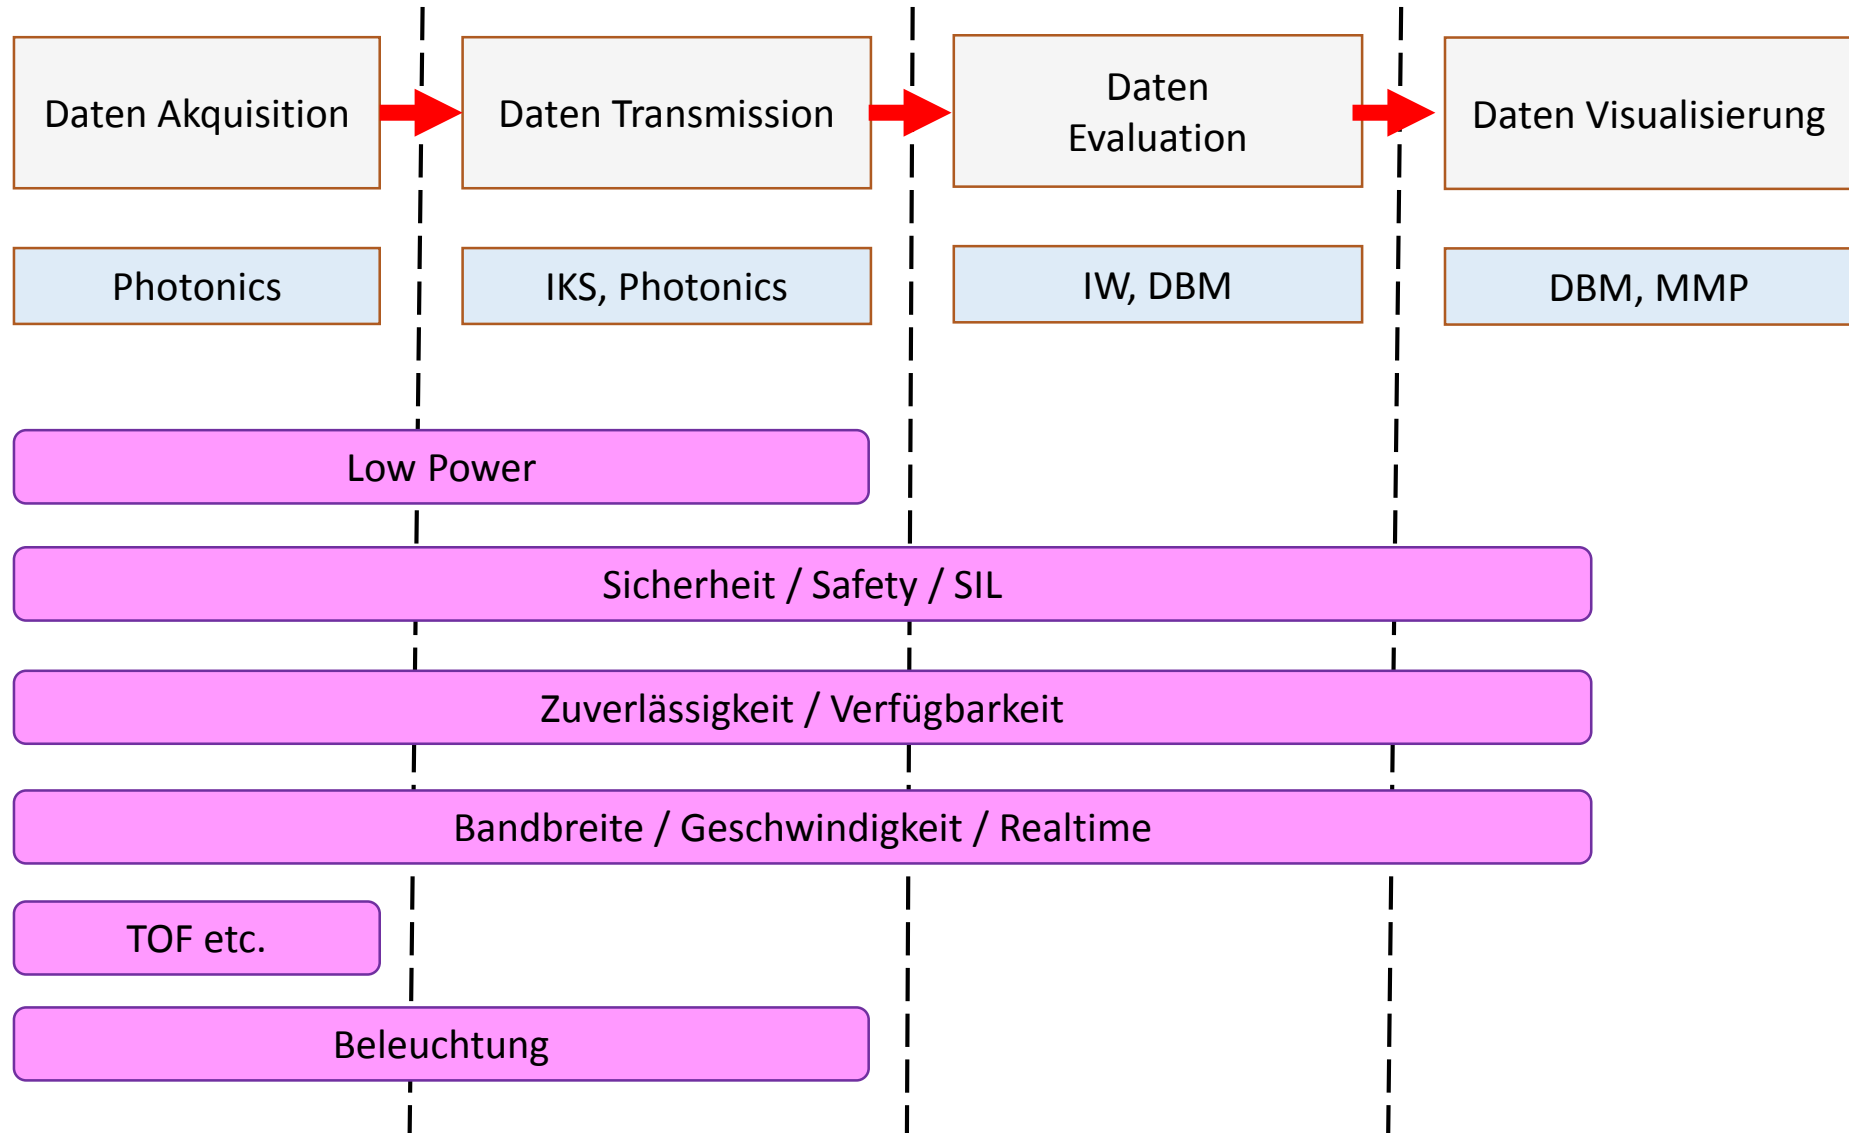 Daten Akquisition
Daten Transmission
Daten
Evaluation
Daten Visualisierung
Photonics
IKS, Photonics
IW, DBM
DBM, MMP
Low Power
Sicherheit / Safety / SIL
Zuverlässigkeit / Verfügbarkeit
Bandbreite / Geschwindigkeit / Realtime
TOF etc.
Beleuchtung